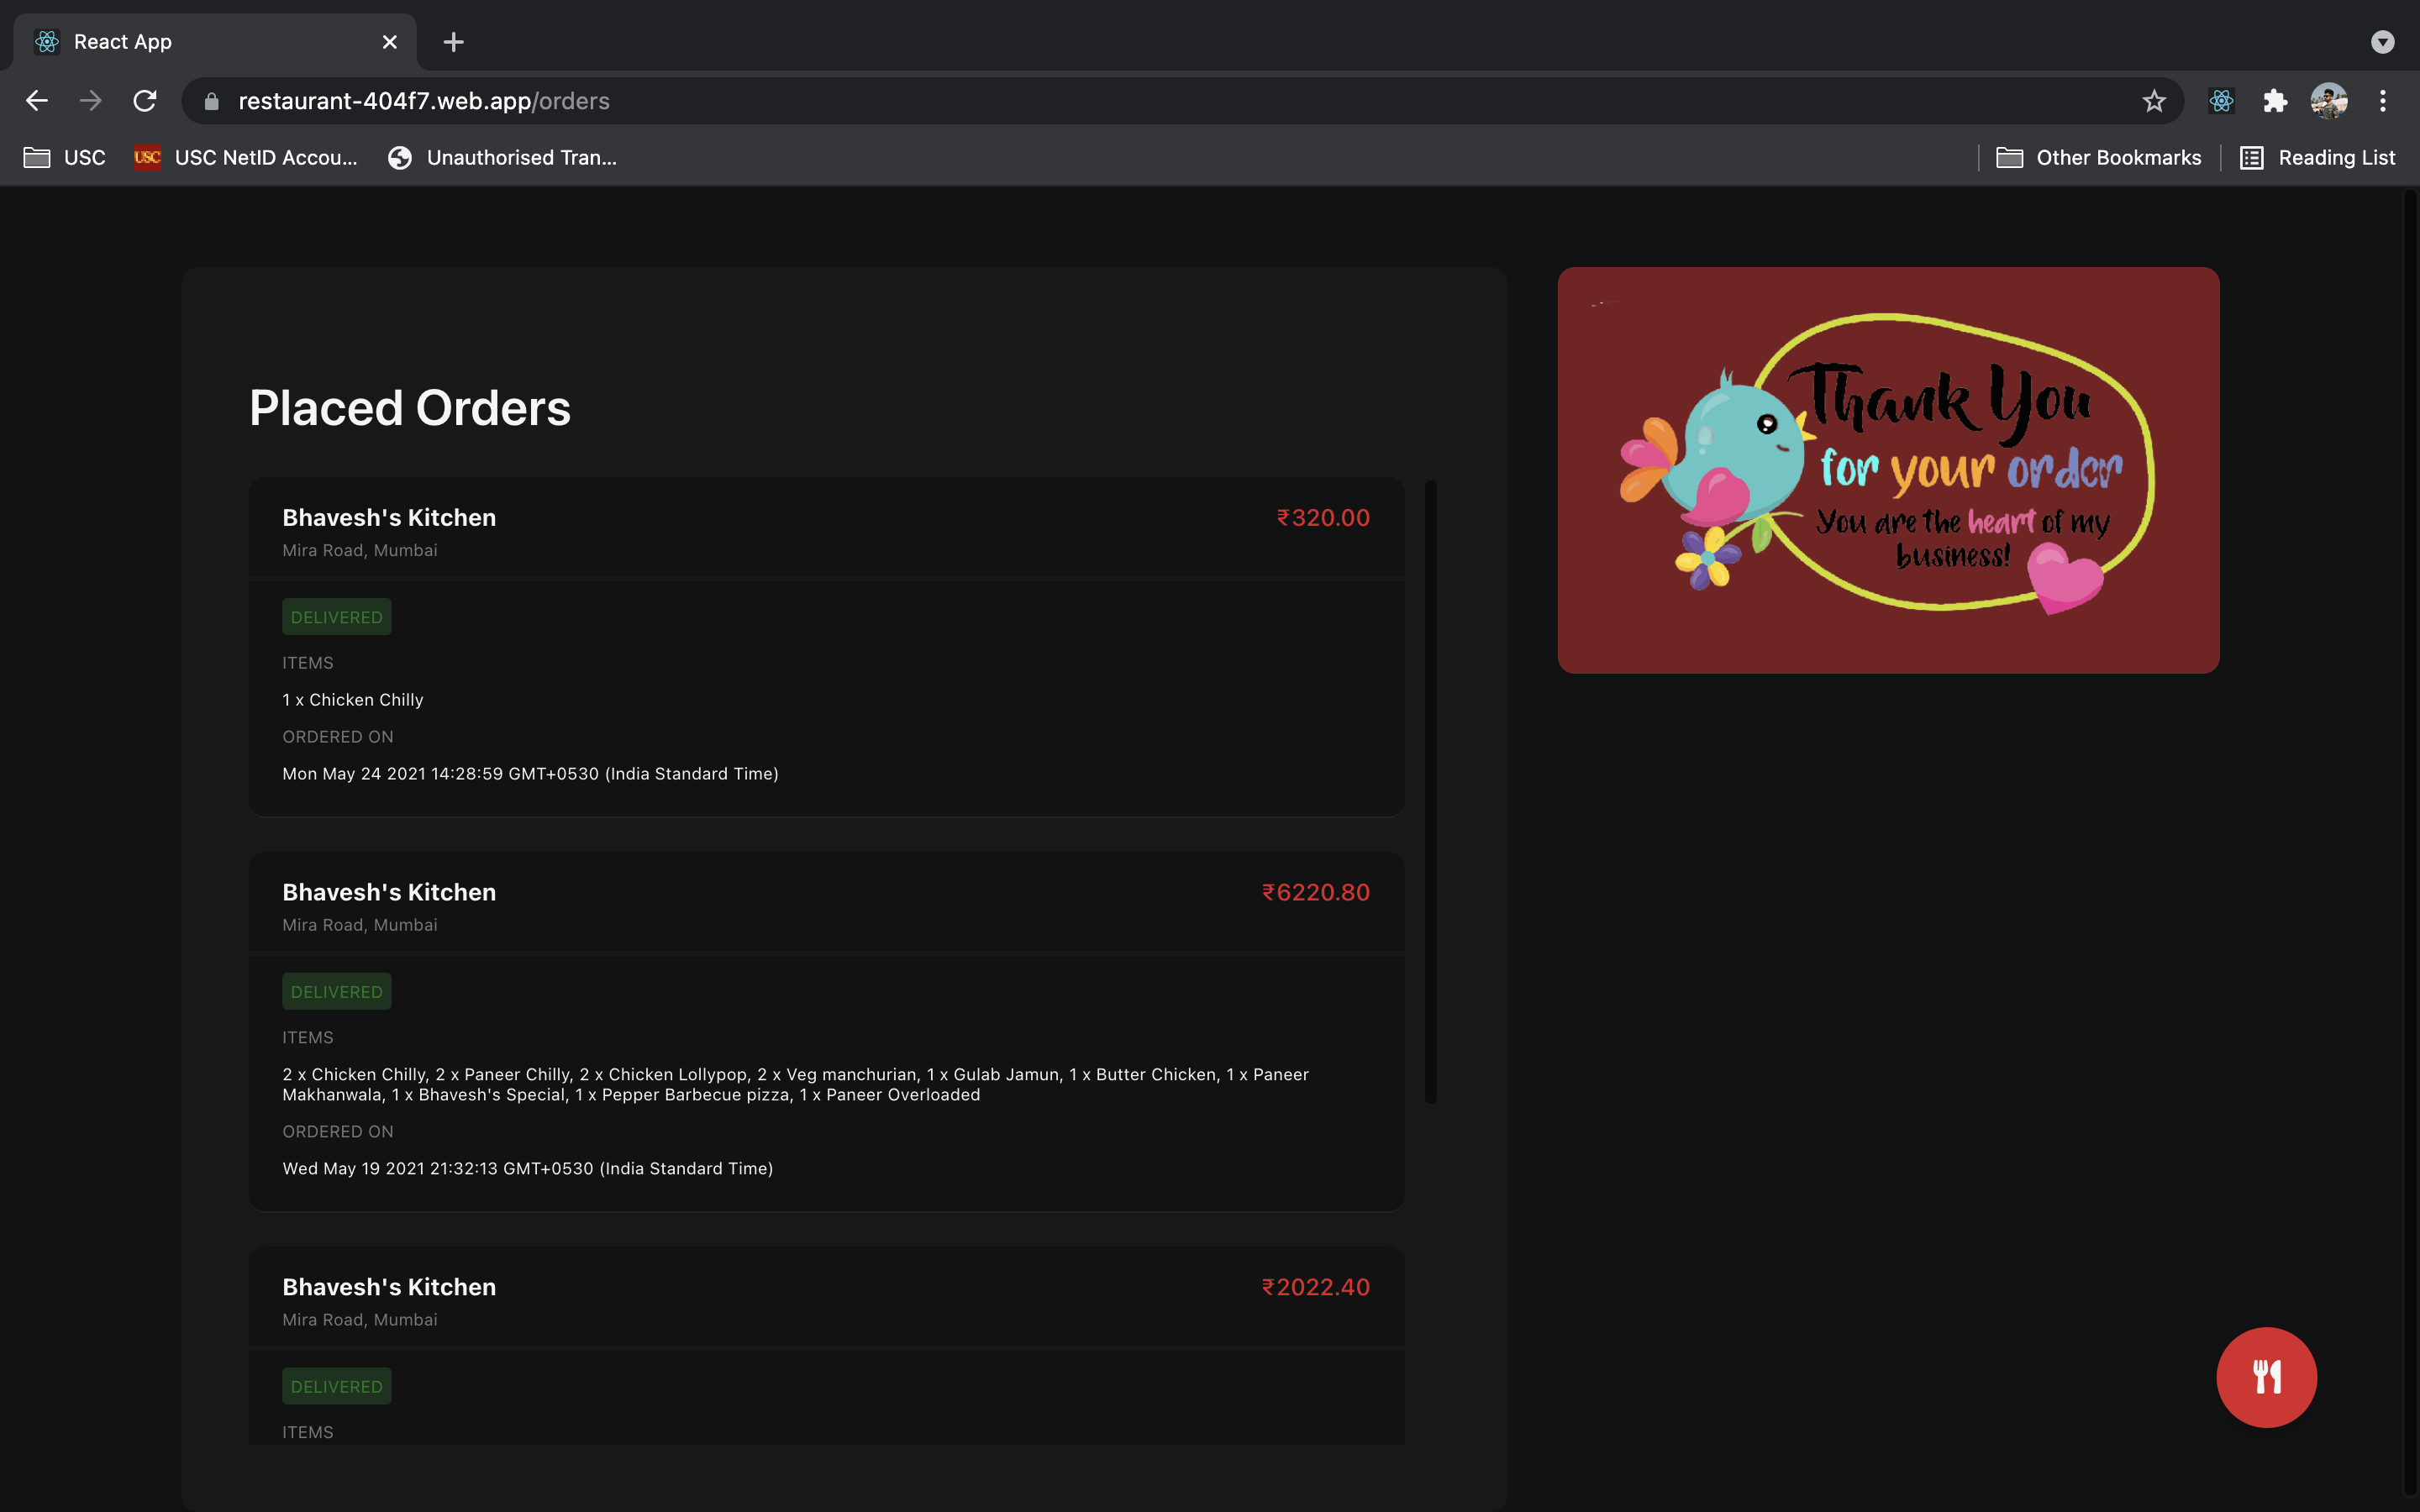 React App
restaurant-404f7.web.app/orders
USC
USC
USC NetID Accou...
Unauthorised Tran...
Other Bookmarks
Reading List
Placed Orders
Bhavesh's Kitchen
₹320.00
Mira Road, Mumbai
DELIVERED
ITEMS
1 x Chicken Chilly
ORDERED ON
Mon May 24 2021 14:28:59 GMT+0530 (India Standard Time)
Bhavesh's Kitchen
₹6220.80
Mira Road, Mumbai
DELIVERED
ITEMS
2 x Chicken Chilly, 2 x Paneer Chilly, 2 x Chicken Lollypop, 2 x Veg manchurian, 1 x Gulab Jamun, 1 x Butter Chicken, 1 x Paneer
Makhanwala, 1 x Bhavesh's Special, 1 x Pepper Barbecue pizza, 1 x Paneer Overloaded
ORDERED ON
Wed May 19 2021 21:32:13 GMT+0530 (India Standard Time)
Bhavesh's Kitchen
₹2022.40
Mira Road, Mumbai
DELIVERED
ITEMS
Thank You
for your order
You are the heart of my
business!